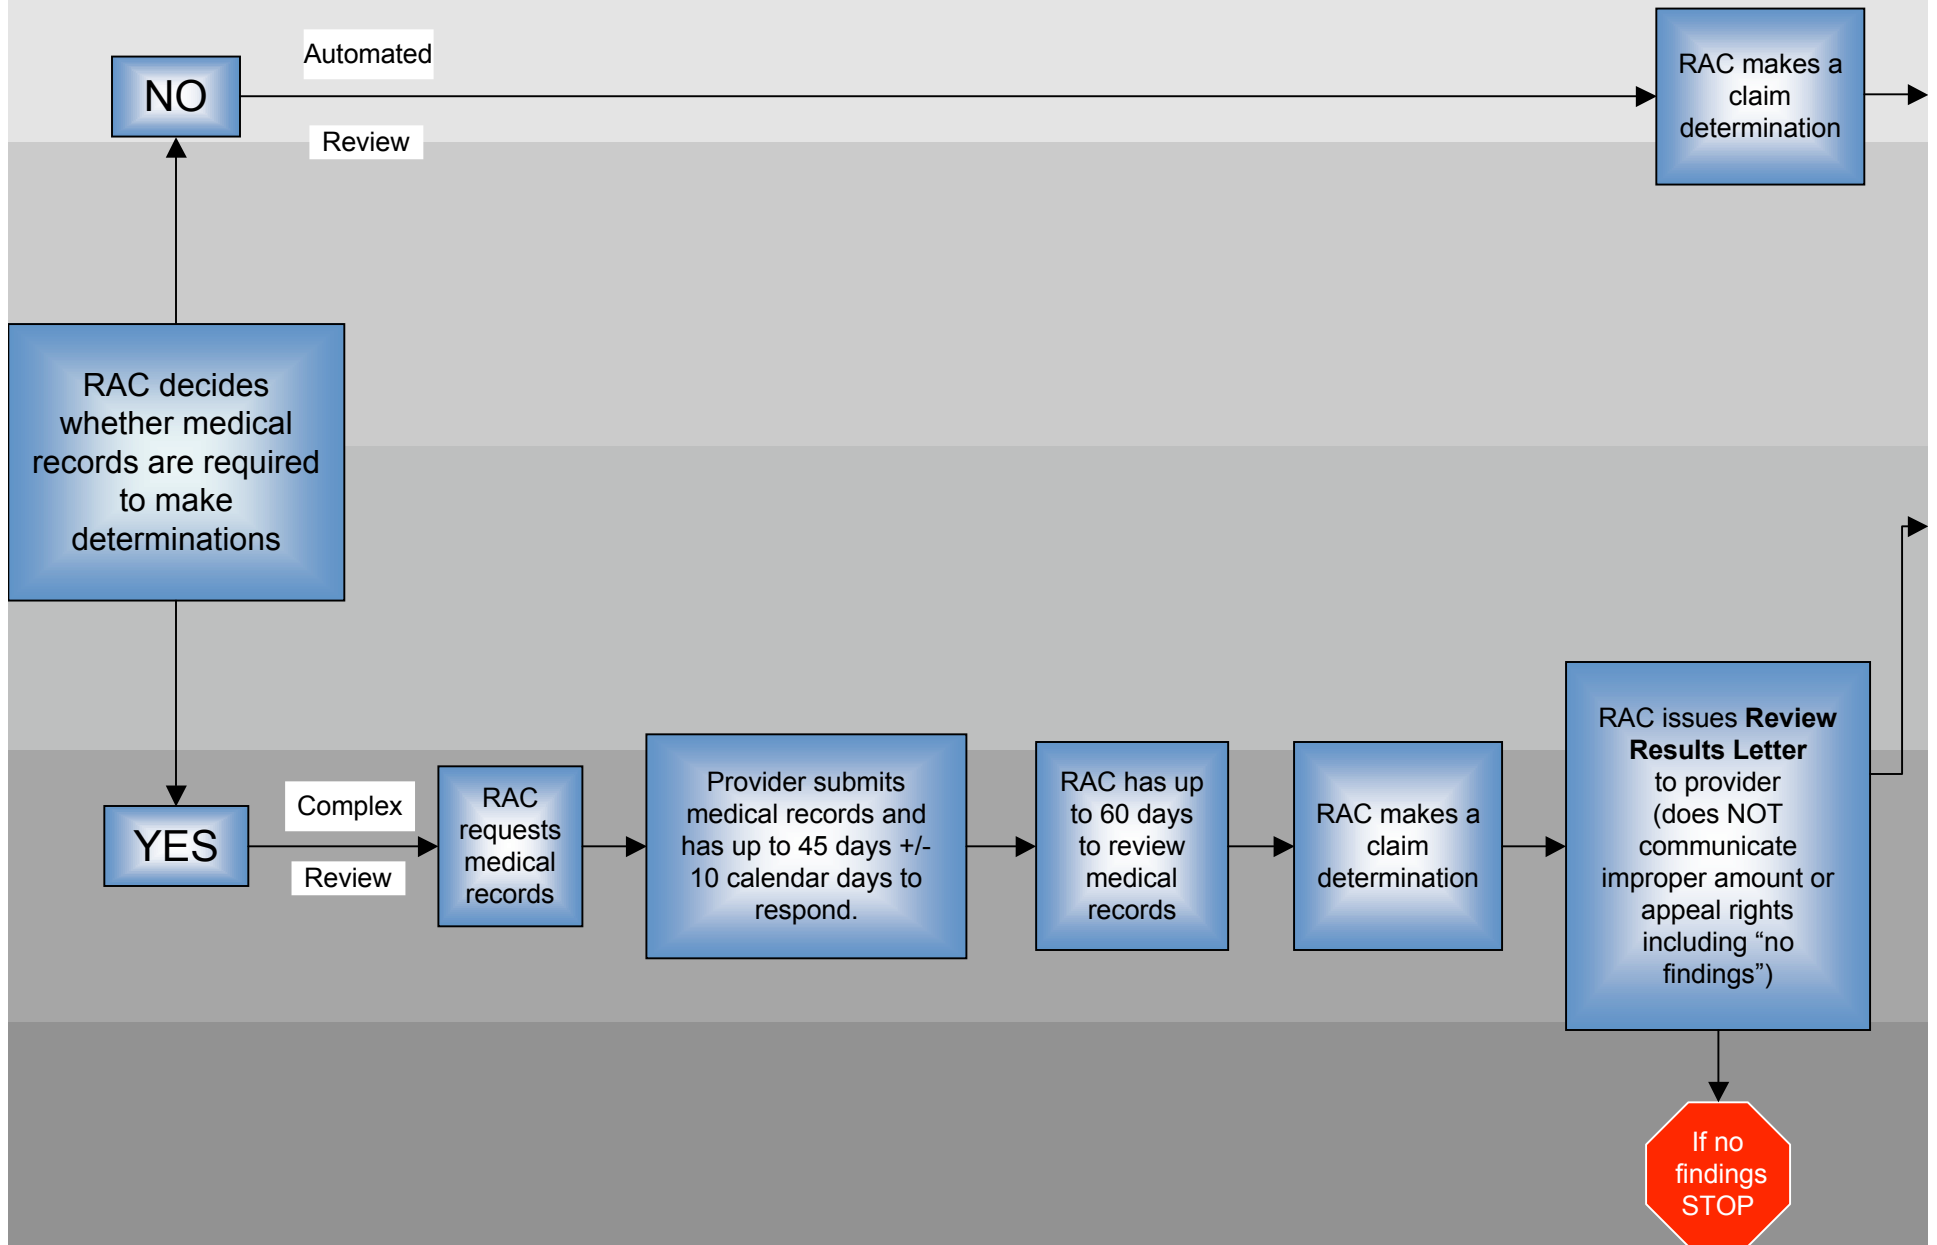 Automated
NO
Review
RAC makes a
claim
determination
RAC decides
whether medical
records are required
to make
determinations
YES
Complex
Review
RAC
requests
medical
records
Provider submits
medical records and
has up to 45 days +/-
10 calendar days to
respond.
RAC has up
to 60 days
to review
medical
records
RAC makes a
claim
determination
RAC issues Review
Results Letter
to provider
(does NOT
communicate
improper amount or
appeal rights
including “no
findings”)
If no
findings
STOP